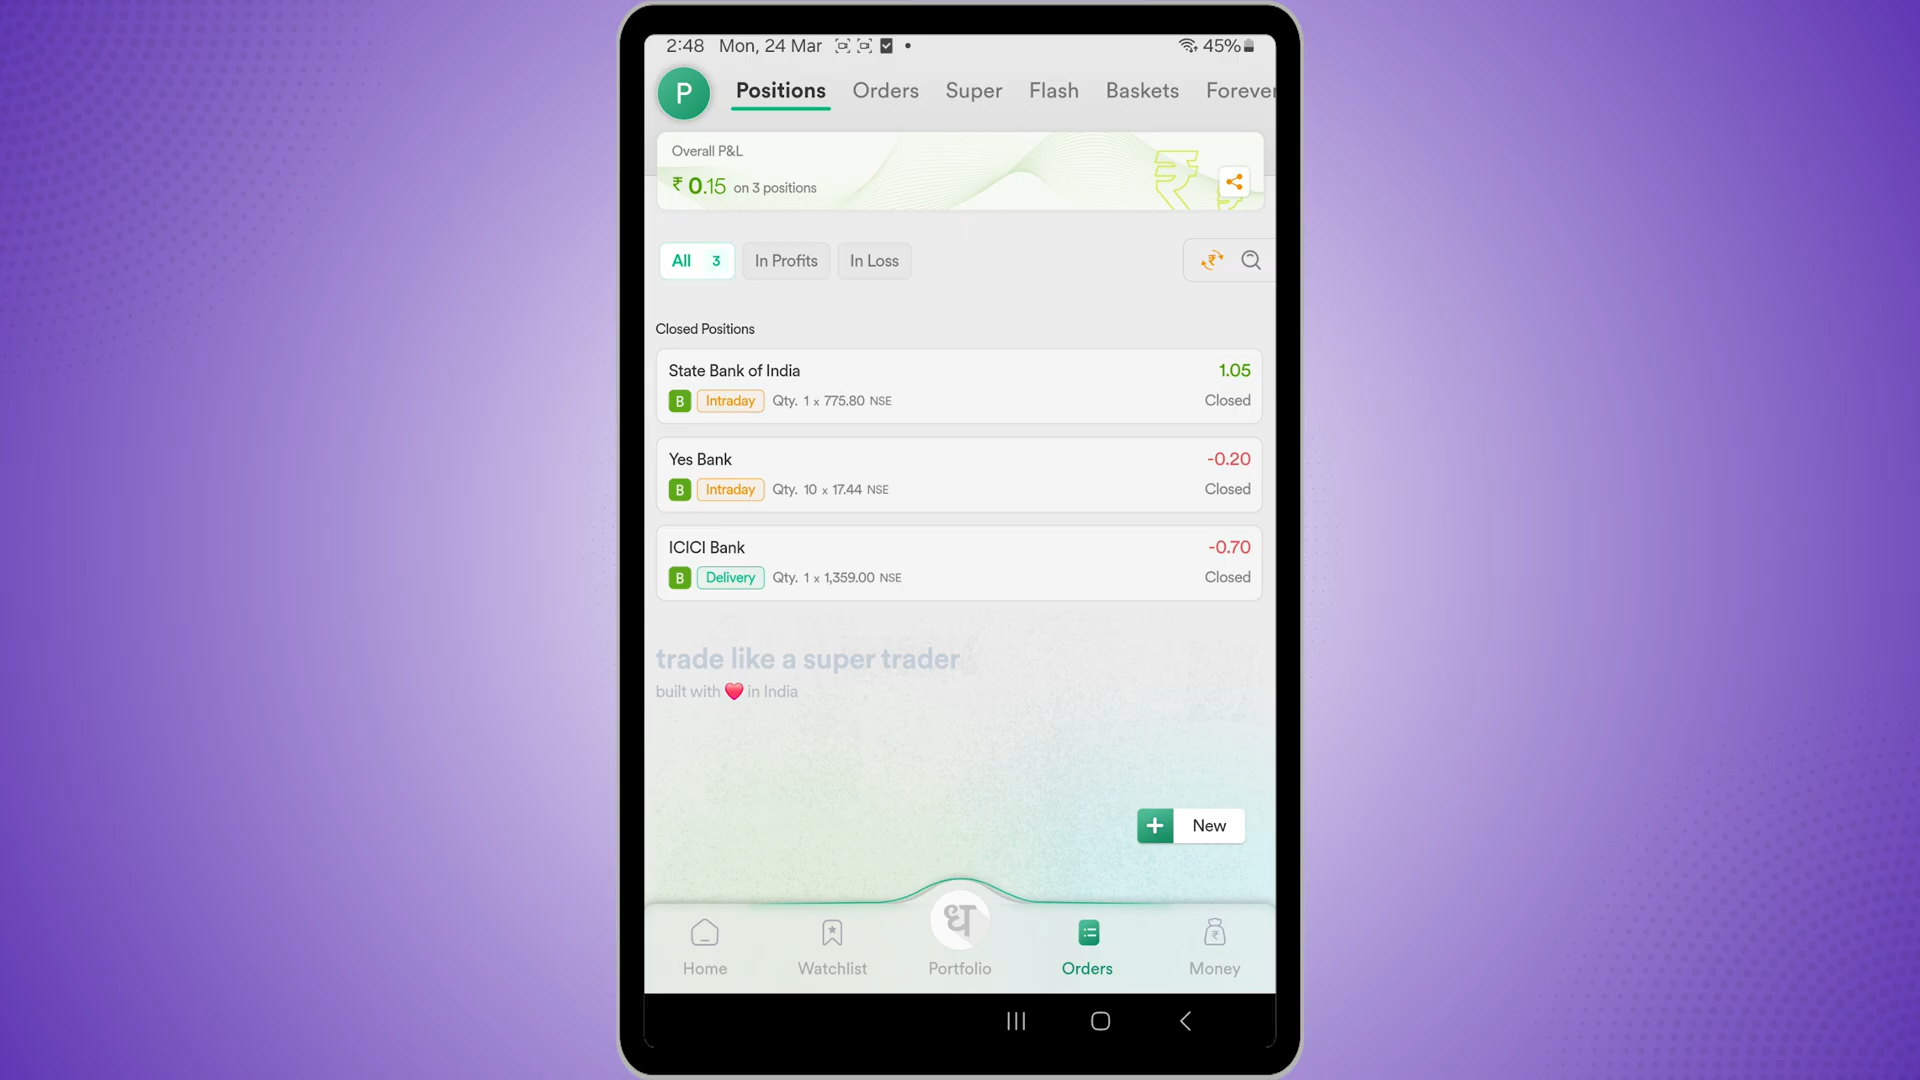 2:48 Mon, 24 Mar 45%
P Positions Orders Super Flash Baskets Forever
Overall P&L
₹ 0.15 on 3 positions
All 3 In Profits In Loss
Closed Positions
State Bank of India 1.05
B Intraday Qty. 1 x 775.80 NSE Closed
Yes Bank -0.20
B Intraday Qty. 10 x 17.44 NSE Closed
ICICI Bank -0.70
B Delivery Qty. 1 x 1,359.00 NSE Closed
trade like a super trader
built with ❤️ in India
+ New
ध
Home Watchlist Portfolio Orders Money